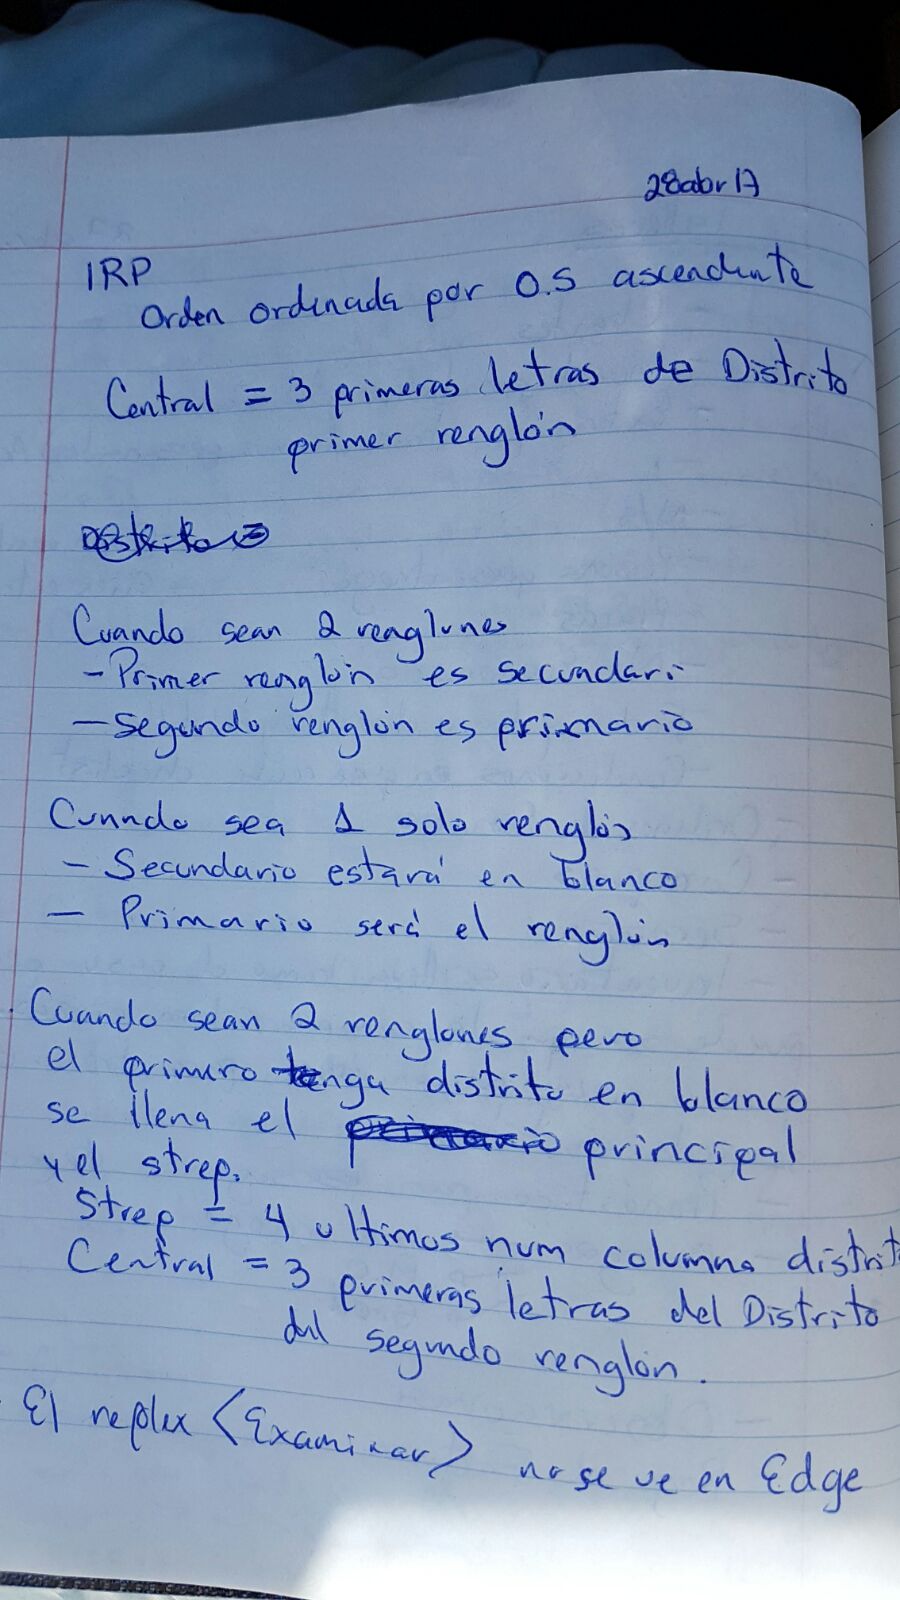 28abr17
IRP
Orden ordenada por O.S ascendente
Central = 3 primeras letras de Distrito
primer renglón
Cuando sean 2 renglones
- Primer renglón es secundari
- Segundo renglón es primario
Cuando sea 1 solo renglón
- Secundario estará en blanco
- Primario será el renglón
Cuando sean 2 renglones pero
el primero tenga distrito en blanco
se llena el principal
y el strep.
Strep = 4 ultimos num columna distrit
Central = 3 primeras letras del Distrito
del segundo renglon.
El <Examinar> no se ve en Edge